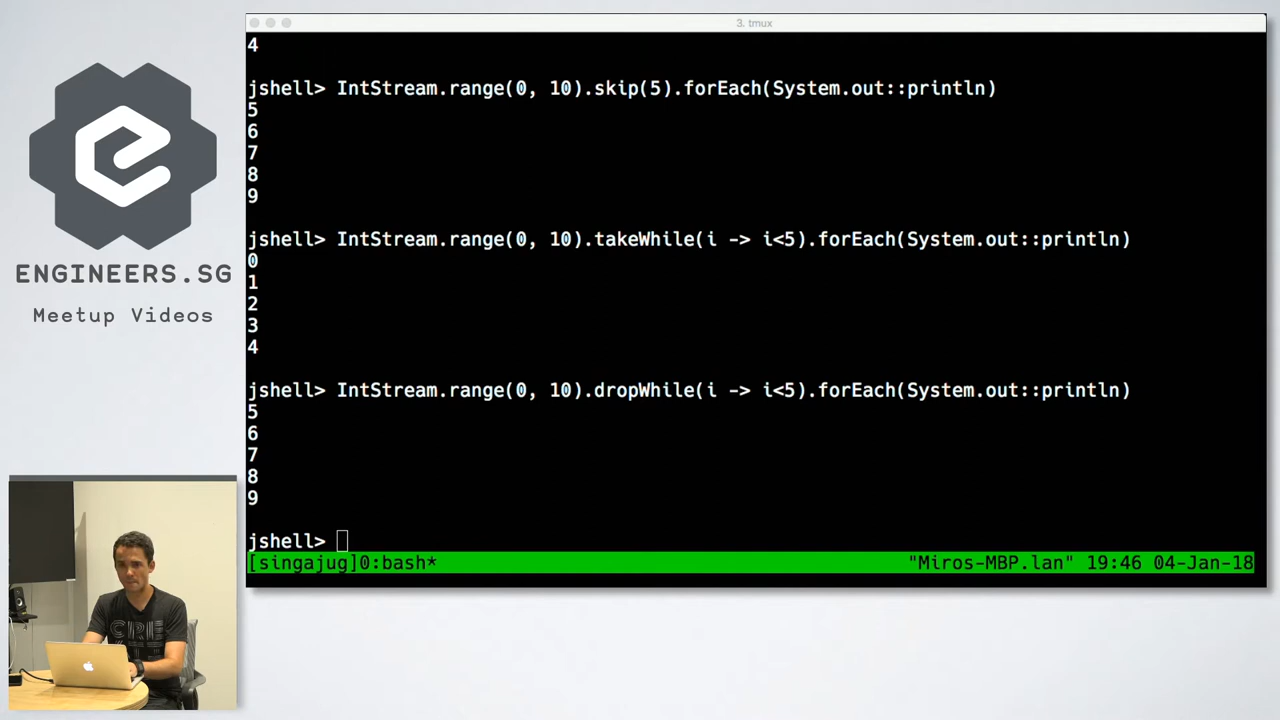 3. tmux
4
jshell> IntStream.range(0, 10).skip(5).forEach(System.out::println)
5
6
7
8
9
jshell> IntStream.range(0, 10).takeWhile(i -> i<5).forEach(System.out::println)
0
1
2
3
4
jshell> IntStream.range(0, 10).dropWhile(i -> i<5).forEach(System.out::println)
5
6
7
8
9
jshell>
[singajug]0:bash* "Miros-MBP.lan" 19:46 04-Jan-18
ENGINEERS.SG
Meetup Videos
CRE